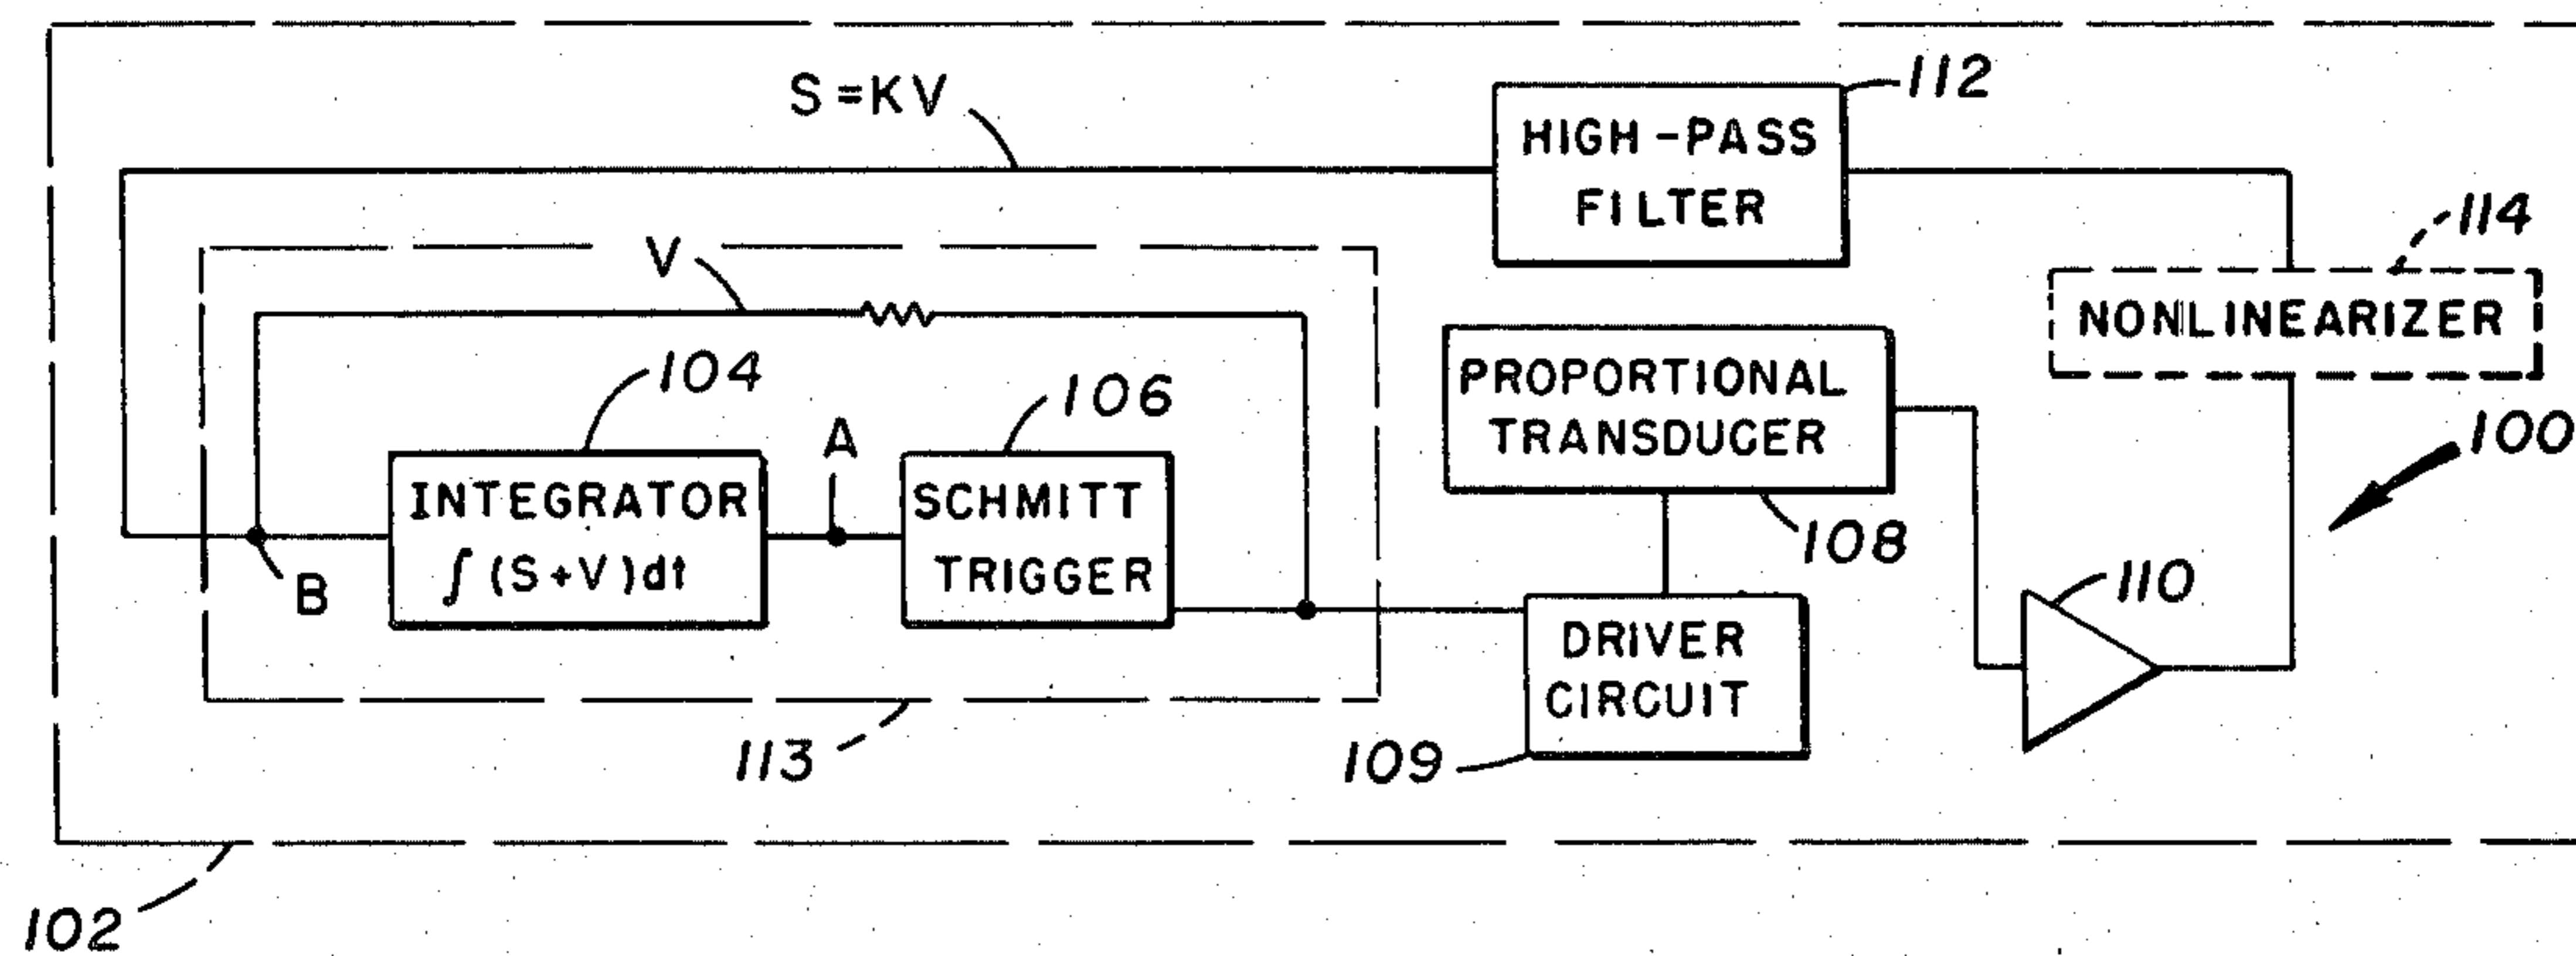 S=KV
112
HIGH-PASS
FILTER
114
V
NONLINEARIZER
104
106
PROPORTIONAL
TRANSDUCER
100
A
INTEGRATOR
∫(S+V)dt
SCHMITT
TRIGGER
108
B
110
DRIVER
CIRCUIT
113
109
102